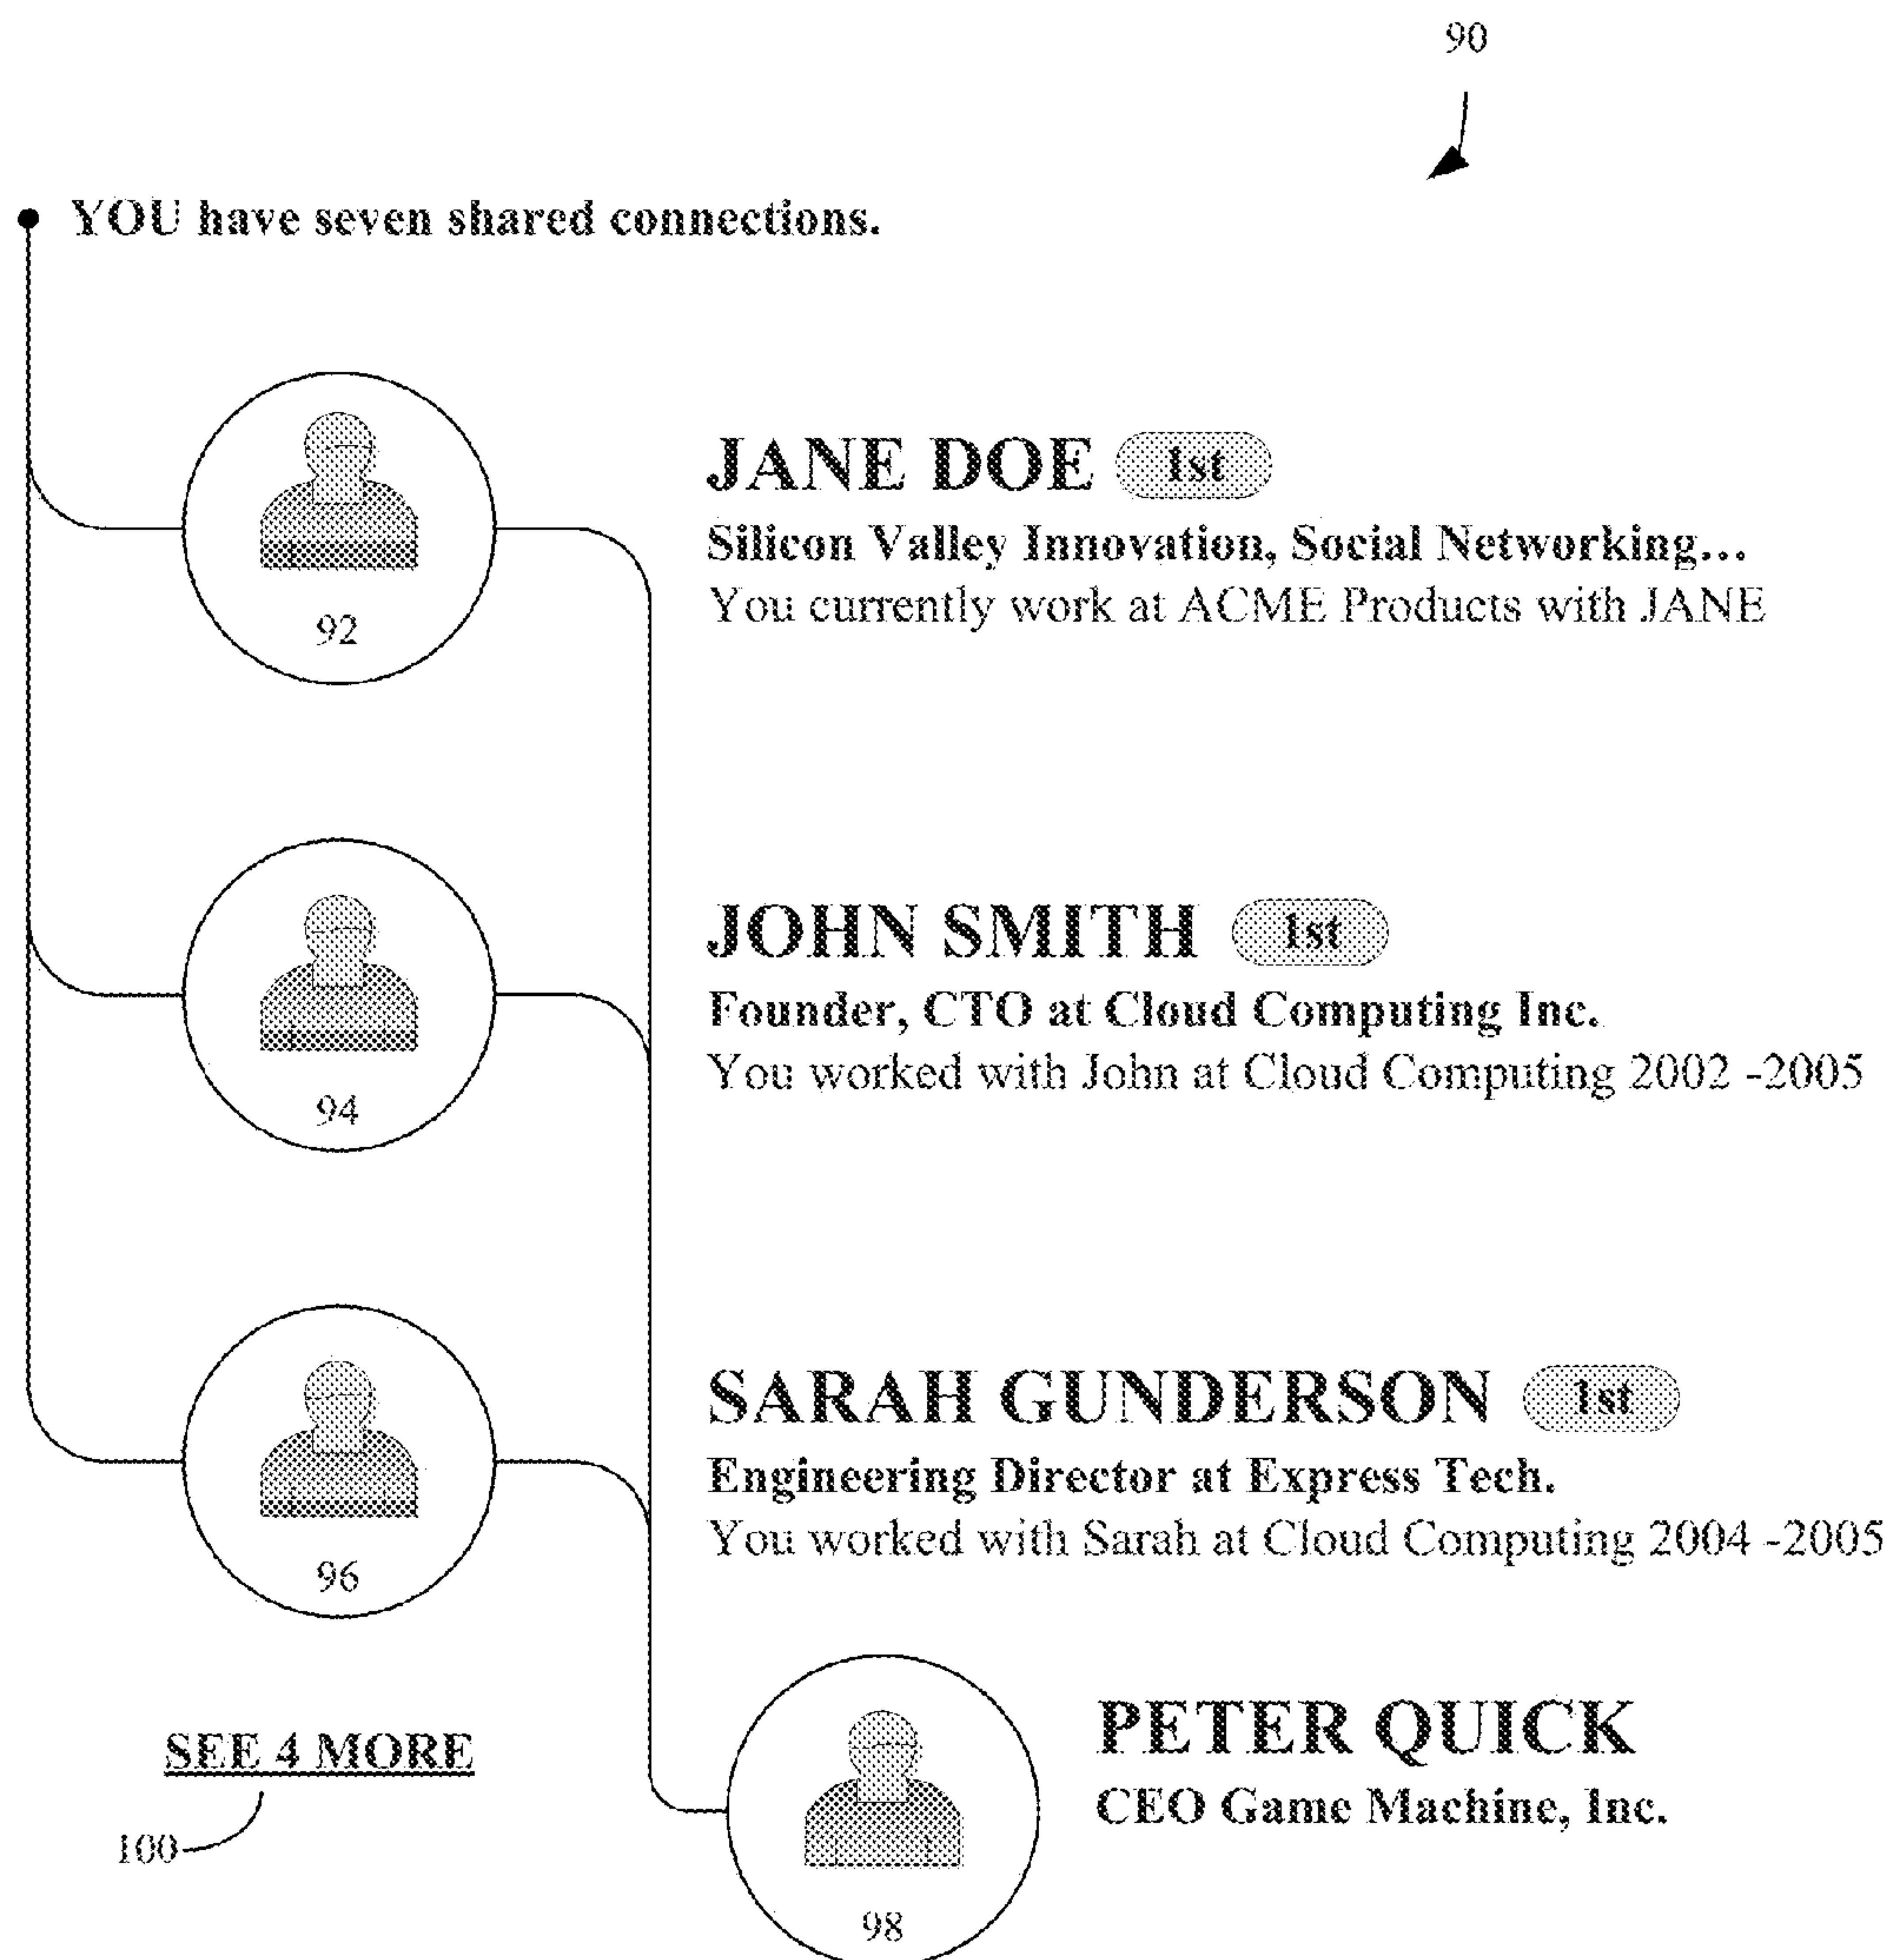 90
YOU have seven shared connections.
JANE DOE 1st
Silicon Valley Innovation, Social Networking...
You currently work at ACME Products with JANE
92
JOHN SMITH 1st
Founder, CTO at Cloud Computing Inc.
You worked with John at Cloud Computing 2002 -2005
94
SARAH GUNDERSON 1st
Engineering Director at Express Tech.
You worked with Sarah at Cloud Computing 2004 -2005
96
SEE 4 MORE
100
PETER QUICK
CEO Game Machine, Inc.
98